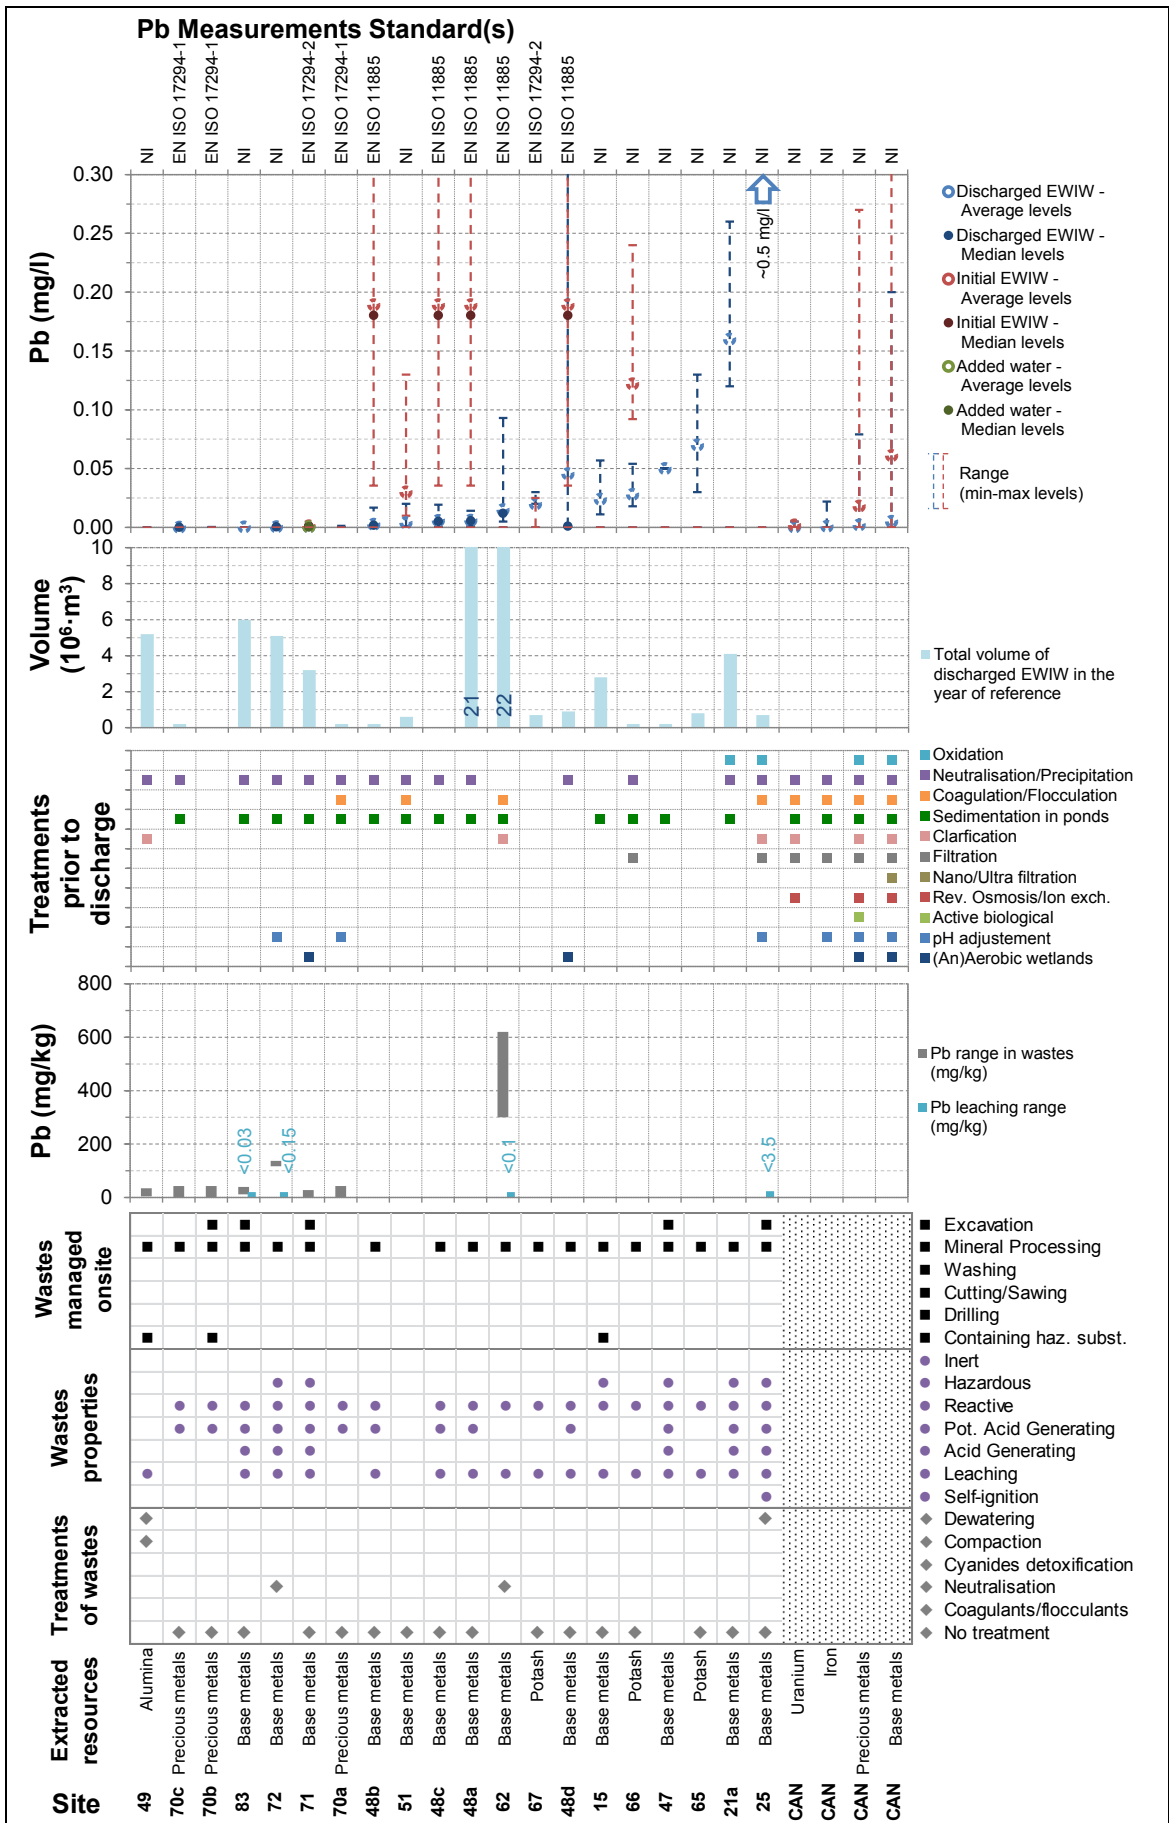 Pb Measurements Standard(s)
NI
EN ISO 17294-1
EN ISO 17294-1
NI
NI
EN ISO 17294-2
EN ISO 17294-1
EN ISO 11885
NI
EN ISO 11885
EN ISO 11885
EN ISO 11885
EN ISO 17294-2
EN ISO 11885
NI
NI
NI
NI
NI
NI
NI
NI
NI
NI
Pb (mg/l)
0.30
0.25
0.20
0.15
0.10
0.05
0.00
~0.5 mg/l
Discharged EWIW -
Average levels
Discharged EWIW -
Median levels
Initial EWIW -
Average levels
Initial EWIW -
Median levels
Added water -
Average levels
Added water -
Median levels
Range
(min-max levels)
Volume
(10⁶·m³)
10
8
6
4
2
0
21
22
Total volume of
discharged EWIW in the
year of reference
Treatments
prior to
discharge
Oxidation
Neutralisation/Precipitation
Coagulation/Flocculation
Sedimentation in ponds
Clarfication
Filtration
Nano/Ultra filtration
Rev. Osmosis/Ion exch.
Active biological
pH adjustement
(An)Aerobic wetlands
Pb (mg/kg)
800
600
400
200
0
<0.03
<0.15
<0.1
<3.5
Pb range in wastes
(mg/kg)
Pb leaching range
(mg/kg)
Wastes
managed
onsite
Excavation
Mineral Processing
Washing
Cutting/Sawing
Drilling
Containing haz. subst.
Wastes
properties
Inert
Hazardous
Reactive
Pot. Acid Generating
Acid Generating
Leaching
Self-ignition
Treatments
of wastes
Dewatering
Compaction
Cyanides detoxification
Neutralisation
Coagulants/flocculants
No treatment
Extracted
resources
Alumina
Precious metals
Precious metals
Base metals
Base metals
Base metals
Precious metals
Base metals
Base metals
Base metals
Base metals
Base metals
Potash
Base metals
Base metals
Potash
Base metals
Potash
Base metals
Base metals
Uranium
Iron
Precious metals
Base metals
Site
49
70c
70b
83
72
71
70a
48b
51
48c
48a
62
67
48d
15
66
47
65
21a
25
CAN
CAN
CAN
CAN